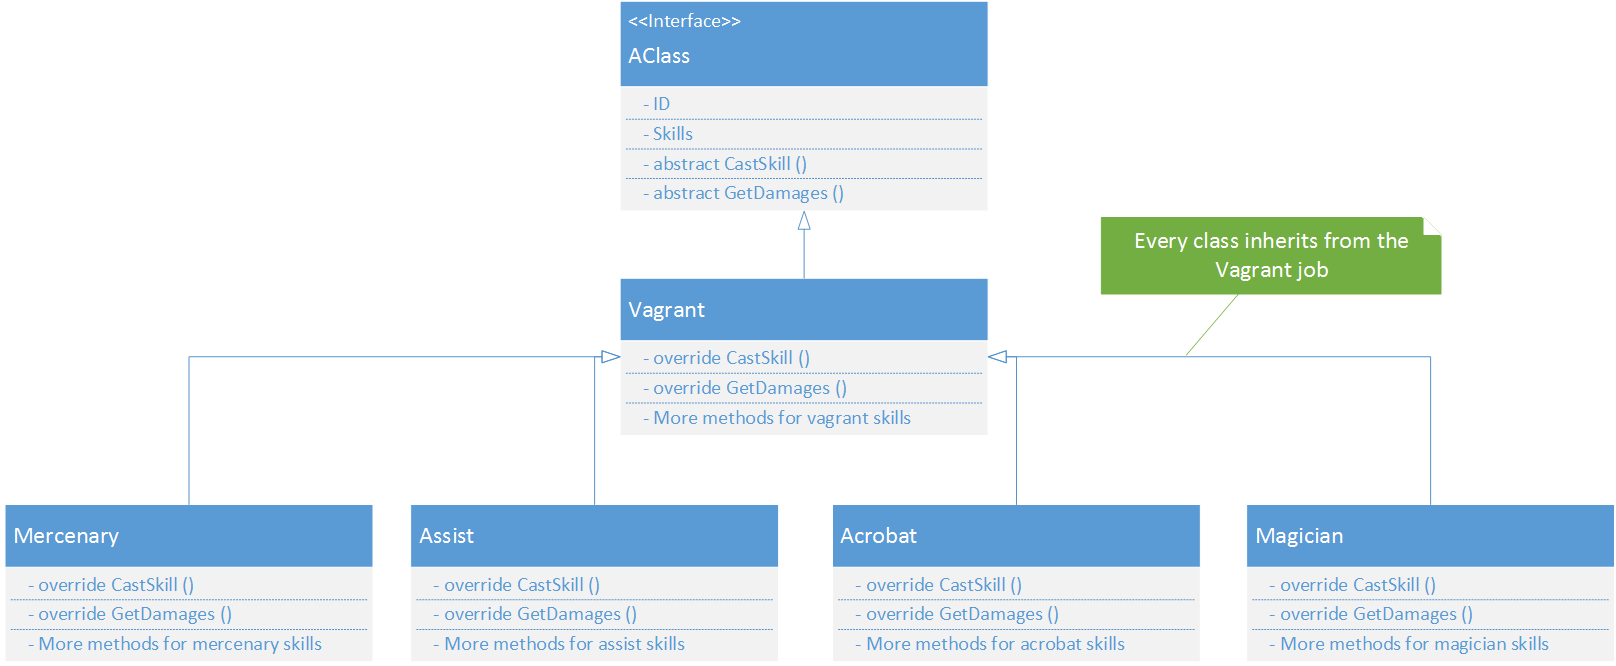 <<Interface>>
AClass
- ID
- Skills
- abstract CastSkill ()
- abstract GetDamages ()
Every class inherits from the
Vagrant job
Vagrant
- override CastSkill ()
- override GetDamages ()
- More methods for vagrant skills
Mercenary
- override CastSkill ()
- override GetDamages ()
- More methods for mercenary skills
Assist
- override CastSkill ()
- override GetDamages ()
- More methods for assist skills
Acrobat
- override CastSkill ()
- override GetDamages ()
- More methods for acrobat skills
Magician
- override CastSkill ()
- override GetDamages ()
- More methods for magician skills